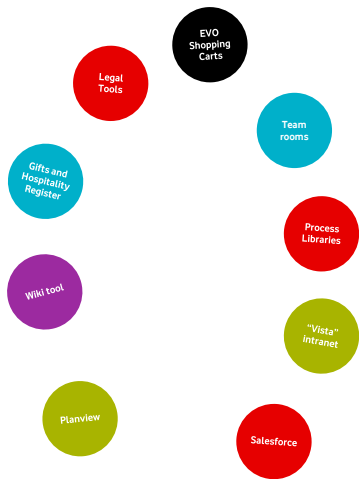 EVO
Shopping
Carts
Legal
Tools
Team
rooms
Gifts and
Hospitality
Register
Process
Libraries
Wiki tool
"Vista"
intranet
Planview
Salesforce